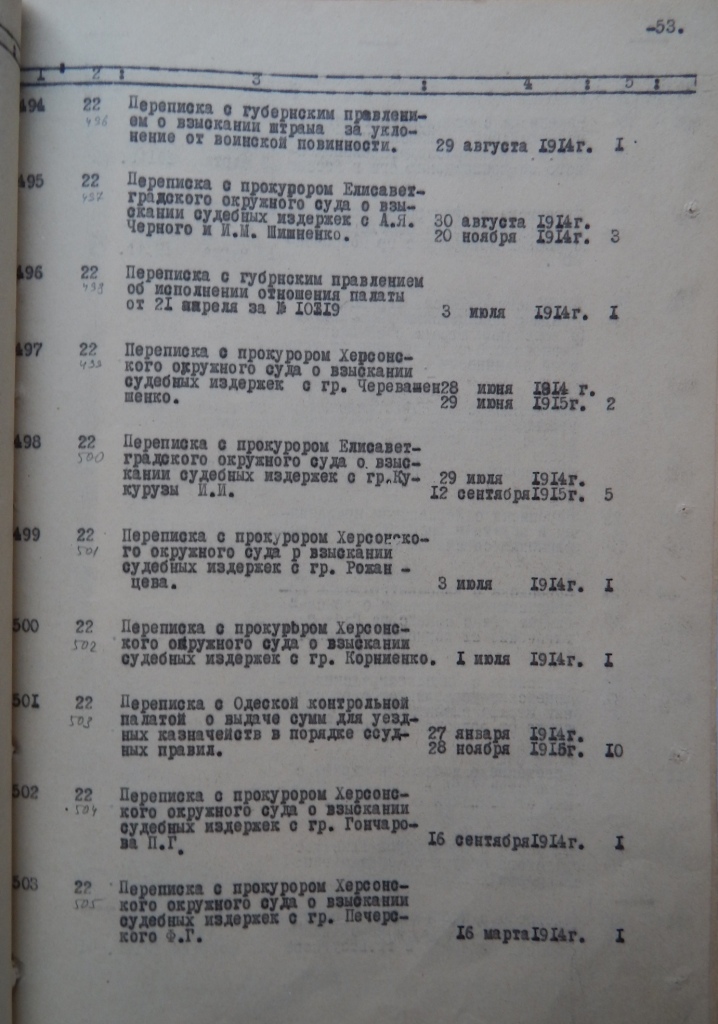 -53.
1 2 : 3 : 4 : 5 :
494 22 Переписка с губернским правлени-
496 ем о взыскании штрама за укло-
нение от воинской повинности. 29 августа 1914г. I
495 22 Переписка с прокурором Елисавет-
497 градского окружного суда о взы-
скании судебных издержек с А.Я. 30 августа 1914г.
Черного и И.М. Шишненко. 20 ноября 1914г. 3
496 22 Переписка с губрнским правлением
498 об исполнении отношения палаты
от 21 апреля за № 10219 3 июля 1914г. I
497 22 Переписка с прокурором Херсонс-
499 кого окружного суда о взыскании
судебных издержек с гр. Черевашен28 июня 1814 г.
шенко. 29 июня 1915г. 2
498 22 Переписка с прокурором Елисавет-
500 градского окружного суда о взыс-
кании судебных издержек с гр.Ку- 29 июля 1914г.
курузы И.И. 12 сентября1915г. 5
499 22 Переписка с прокурором Херсонско-
501 го окружного суда р взыскании
судебных издержек с гр. Рожан -
цева. 3 июля 1914г. I
500 22 Переписка с прокурором Херсонс-
502 кого окружного суда о взыскании
судебных издержек с гр. Корниенко. I июля 1914г. I
501 22 Переписка с Одеской контрольной
503 палатой о выдаче сумм для уезд-
ных казначейств в порядке ссуд- 27 января 1914г.
ных правил. 28 ноября 1915г. 10
502 22 Переписка с прокурором Херсонс-
504 кого окружного суда о взыскании
судебных издержек с гр. Гончаро-
ва П.Г. 16 сентября1914г. I
503 22 Переписка с прокурором Херсонс-
505 кого окружного суда о взыскании
судебных издержек с гр. Печерс-
кого Ф.Г. 16 марта1914г. I